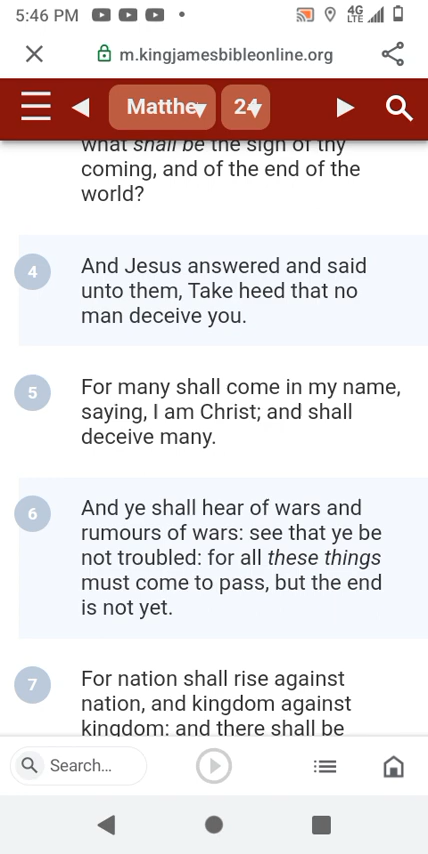 5:46 PM
4G
LTE
m.kingjamesbibleonline.org
Matthe
24
what shall be the sign of thy
coming, and of the end of the
world?
4
And Jesus answered and said
unto them, Take heed that no
man deceive you.
5
For many shall come in my name,
saying, I am Christ; and shall
deceive many.
6
And ye shall hear of wars and
rumours of wars: see that ye be
not troubled: for all these things
must come to pass, but the end
is not yet.
7
For nation shall rise against
nation, and kingdom against
kingdom: and there shall be
Search...